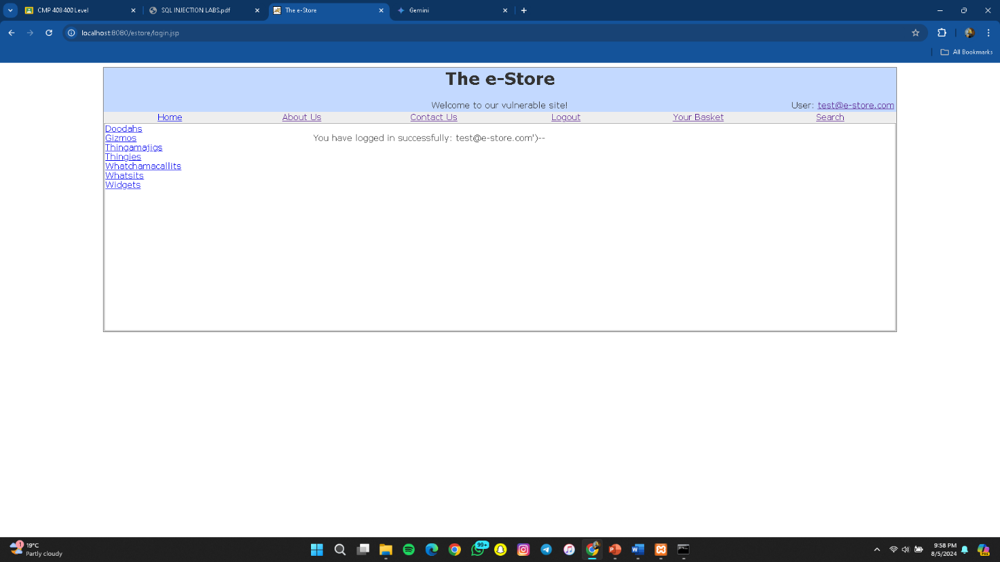 CMP 408 400 Level
SQL INJECTION LABS.pdf
The e-Store
Gemini
localhost:8080/estore/login.jsp
All Bookmarks
The e-Store
Welcome to our vulnerable site!
User: test@e-store.com
Home
About Us
Contact Us
Logout
Your Basket
Search
Doodahs
Gizmos
Thingamajigs
Thingies
Whatchamacallits
Whatsits
Widgets
You have logged in successfully: test@e-store.com')--
1
19°C
Partly cloudy
99+
9:58 PM
8/5/2024